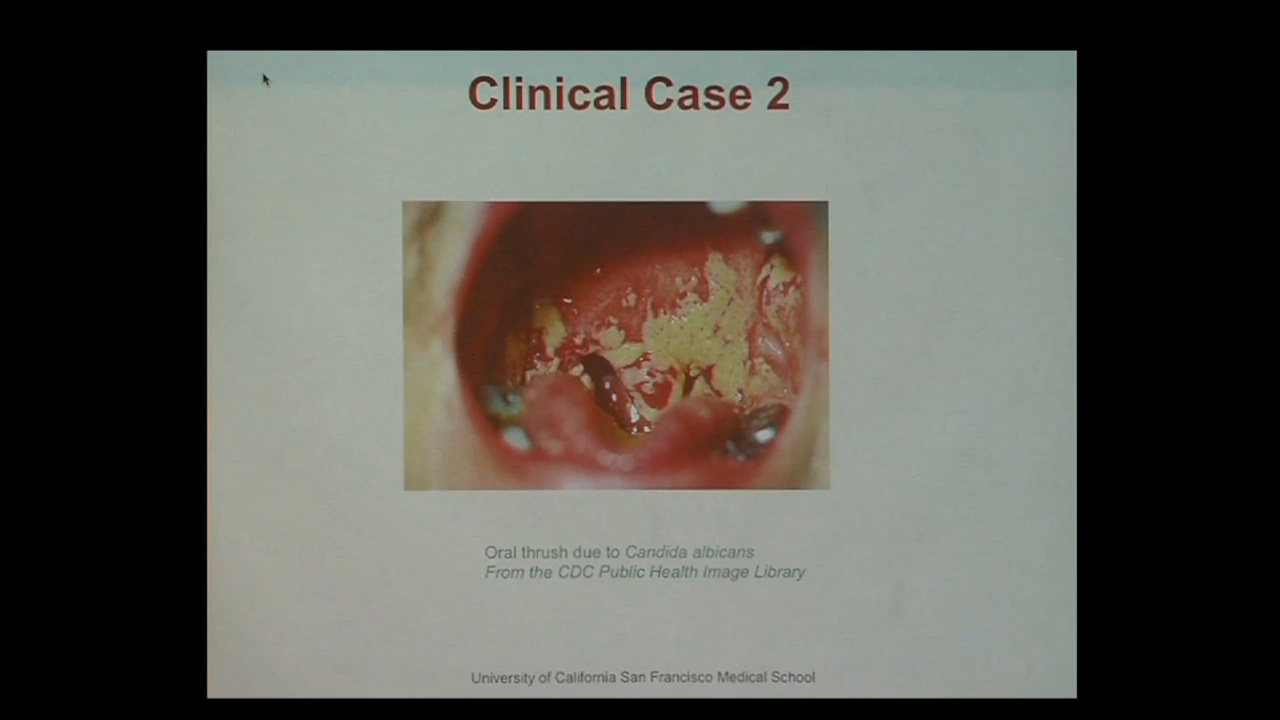 Clinical Case 2
Oral thrush due to Candida albicans
From the CDC Public Health Image Library
University of California San Francisco Medical School